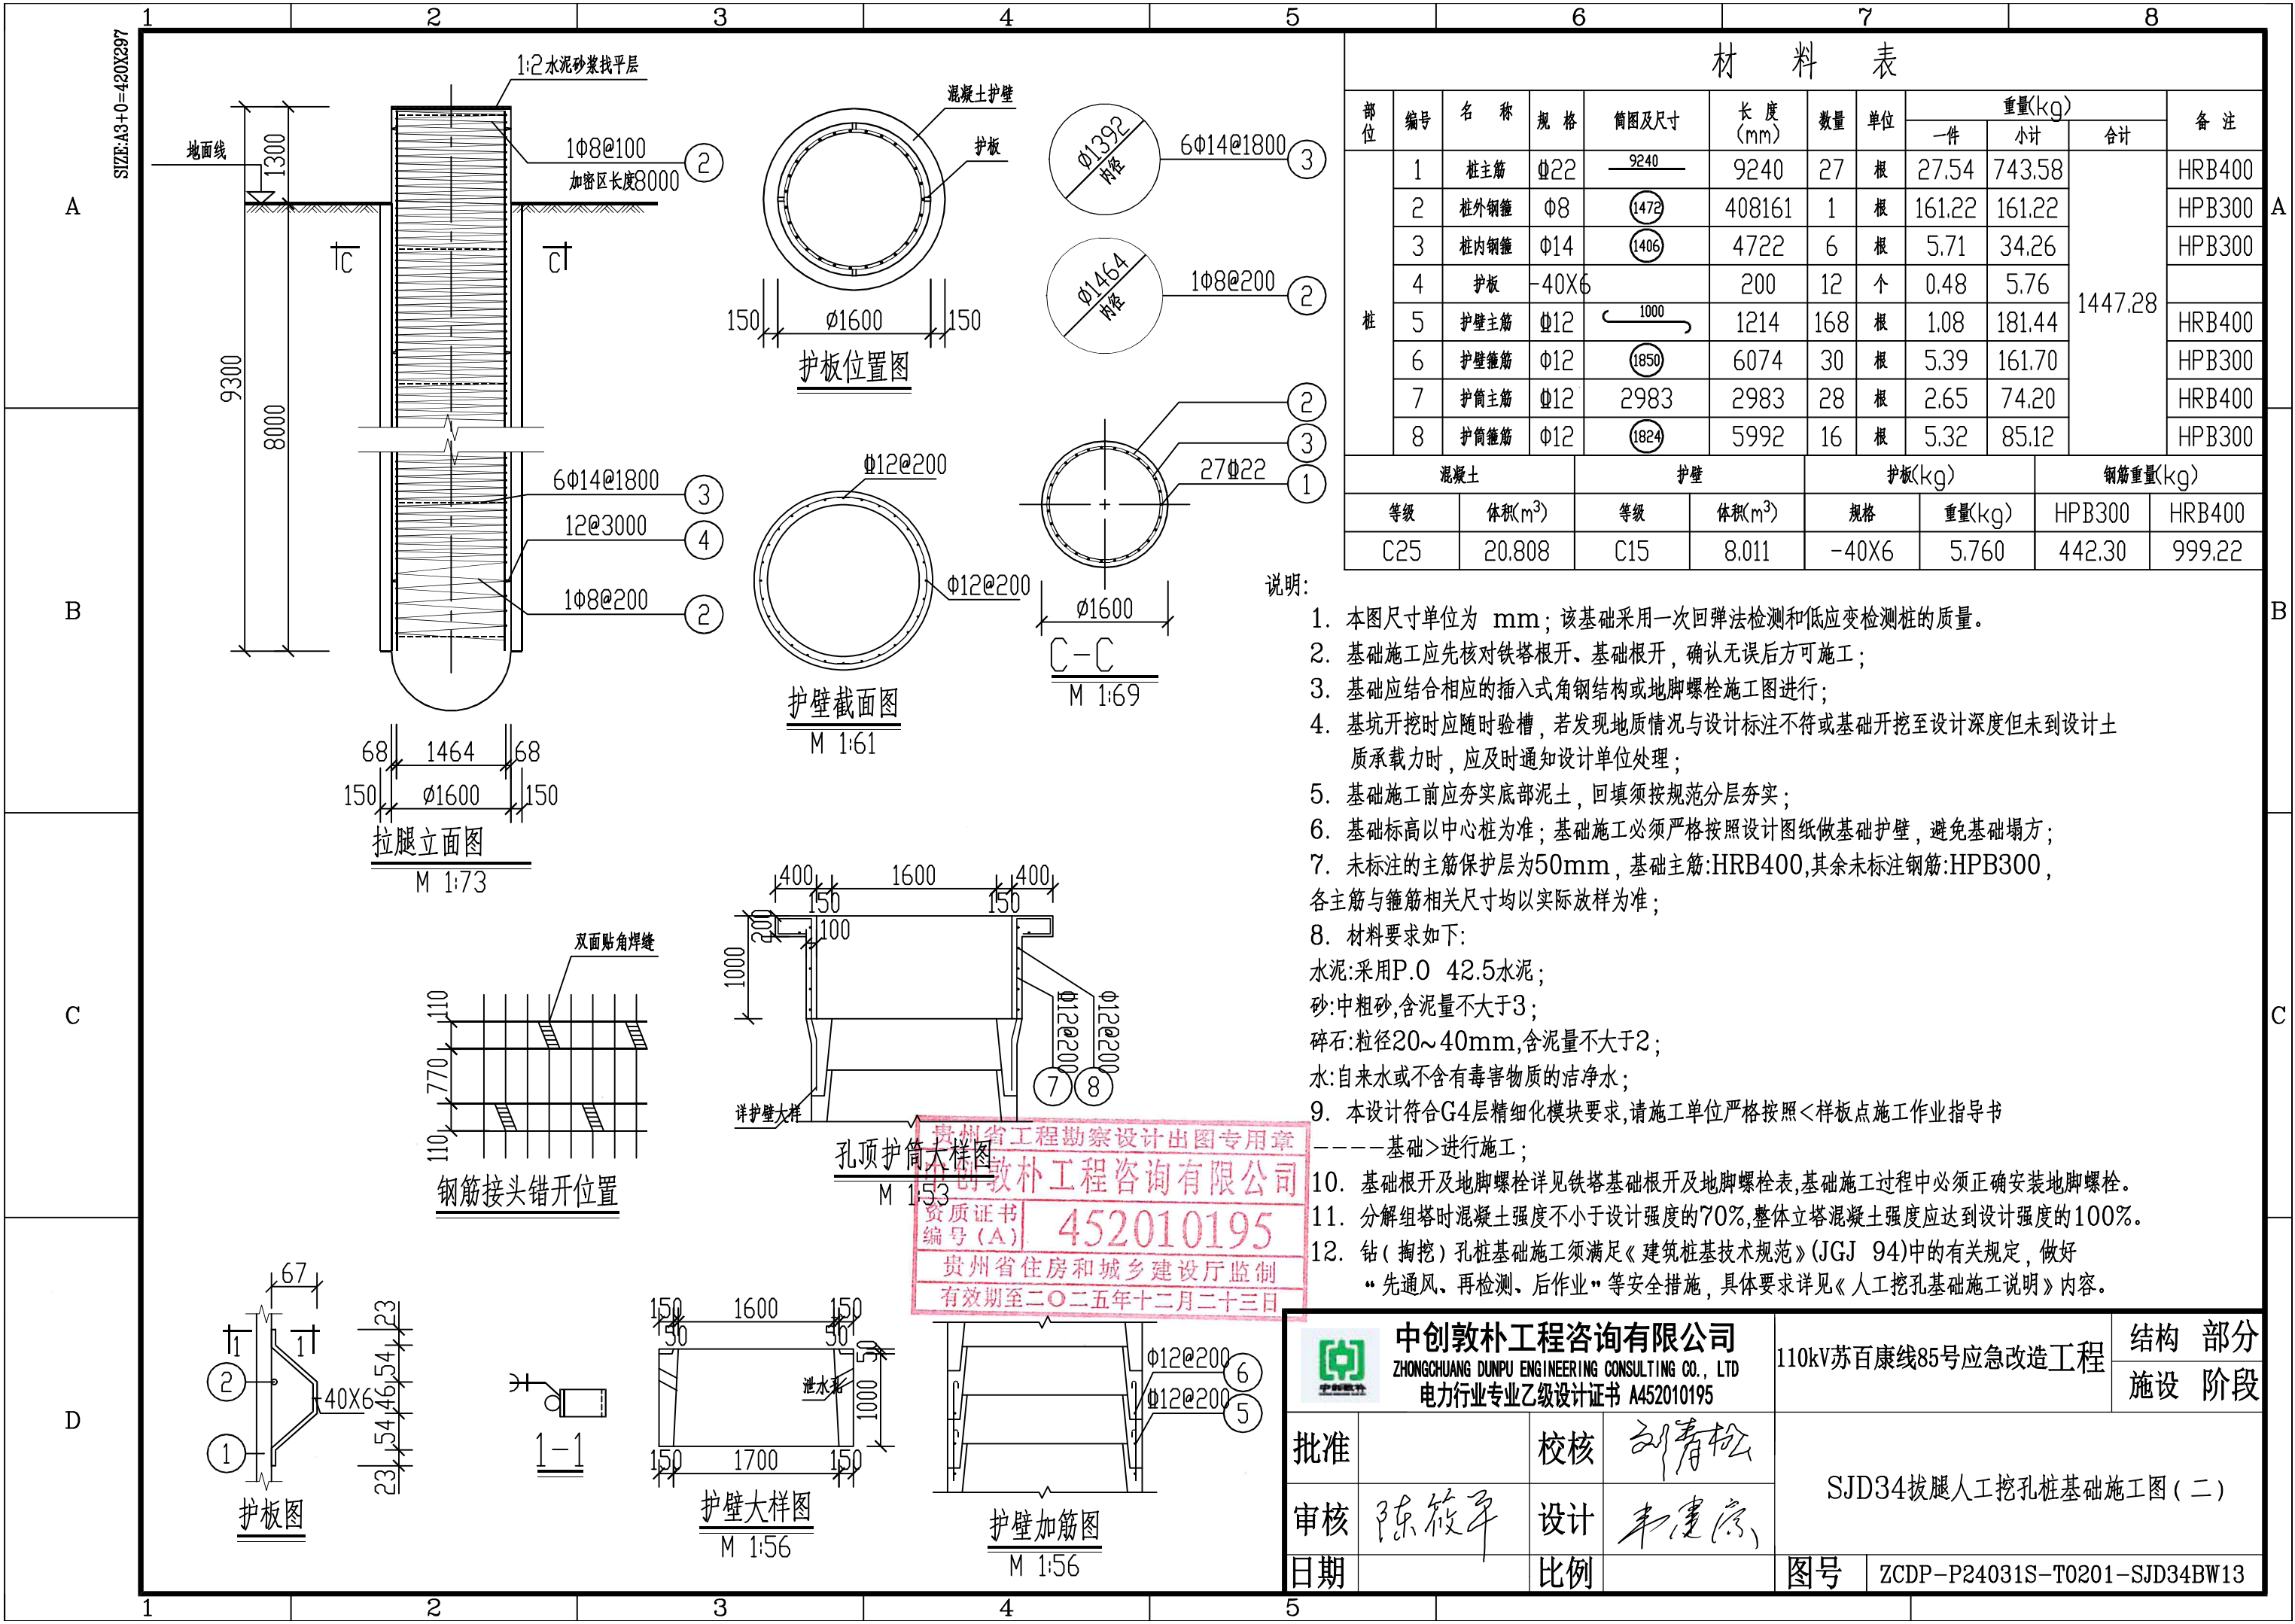 1 2 3 4 5 6 7 8
SIZE:A3+0=420X297
A
B
C
D
1:2水泥砂浆找平层
地面线
1300
9300
8000
1Φ8@100
加密区长度8000
②
C C
6Φ14@1800
③
12@3000
④
1Φ8@200
②
68 1464 68
150 Ø1600 150
拉腿立面图
M 1:73
混凝土护壁
护板
150 Ø1600 150
护板位置图
Ø1392
内径
6Φ14@1800 ③
Ø1464
内径
1Φ8@200 ②
Φ12@200
Φ12@200
护壁截面图
M 1:61
②
③
27Φ22 ①
Ø1600
C-C
M 1:69
双面贴角焊缝
110
770
110
钢筋接头错开位置
400 1600 400
150 150
200
100
1000
Φ12@200
Φ12@200
⑦ ⑧
详护壁大样
孔顶护筒大样图
M 1:53
67
1 1
②
①
40X6
23
54
46
54
23
护板图
1-1
150 1600 150
50 50
50
泄水孔
1000
150 1700 150
护壁大样图
M 1:56
Φ12@200 ⑥
Φ12@200 ⑤
护壁加筋图
M 1:56
贵州省工程勘察设计出图专用章
中创敦朴工程咨询有限公司
资质证书
编号(A)
452010195
贵州省住房和城乡建设厅监制
有效期至二〇二五年十二月二十三日
材 料 表
部位 编号 名 称 规 格 简图及尺寸 长 度(mm) 数量 单位 重量(kg) 备 注
一件 小计 合计
桩
1 桩主筋 Φ22 9240 9240 27 根 27.54 743.58 HRB400
2 桩外钢箍 Φ8 1472 408161 1 根 161.22 161.22 HPB300
3 桩内钢箍 Φ14 1406 4722 6 根 5.71 34.26 HPB300
4 护板 -40X6 200 12 个 0.48 5.76
1447.28
5 护壁主筋 Φ12 1000 1214 168 根 1.08 181.44 HRB400
6 护壁箍筋 Φ12 1850 6074 30 根 5.39 161.70 HPB300
7 护筒主筋 Φ12 2983 2983 28 根 2.65 74.20 HRB400
8 护筒箍筋 Φ12 1824 5992 16 根 5.32 85.12 HPB300
混凝土 护壁 护板(kg) 钢筋重量(kg)
等级 体积(m³) 等级 体积(m³) 规格 重量(kg) HPB300 HRB400
C25 20.808 C15 8.011 -40X6 5.760 442.30 999.22
说明:
1. 本图尺寸单位为 mm；该基础采用一次回弹法检测和低应变检测桩的质量。
2. 基础施工应先核对铁塔根开、基础根开，确认无误后方可施工；
3. 基础应结合相应的插入式角钢结构或地脚螺栓施工图进行；
4. 基坑开挖时应随时验槽，若发现地质情况与设计标注不符或基础开挖至设计深度但未到设计土
质承载力时，应及时通知设计单位处理；
5. 基础施工前应夯实底部泥土，回填须按规范分层夯实；
6. 基础标高以中心桩为准；基础施工必须严格按照设计图纸做基础护壁，避免基础塌方；
7. 未标注的主筋保护层为50mm，基础主筋:HRB400,其余未标注钢筋:HPB300，
各主筋与箍筋相关尺寸均以实际放样为准；
8. 材料要求如下:
水泥:采用P.O 42.5水泥；
砂:中粗砂,含泥量不大于3；
碎石:粒径20~40mm,含泥量不大于2；
水:自来水或不含有毒害物质的洁净水；
9. 本设计符合G4层精细化模块要求,请施工单位严格按照<样板点施工作业指导书
----基础>进行施工；
10. 基础根开及地脚螺栓详见铁塔基础根开及地脚螺栓表,基础施工过程中必须正确安装地脚螺栓。
11. 分解组塔时混凝土强度不小于设计强度的70%,整体立塔混凝土强度应达到设计强度的100%。
12. 钻(掏挖)孔桩基础施工须满足《建筑桩基技术规范》(JGJ 94)中的有关规定，做好
“先通风、再检测、后作业”等安全措施，具体要求详见《人工挖孔基础施工说明》内容。
中创敦朴
中创敦朴工程咨询有限公司
ZHONGCHUANG DUNPU ENGINEERING CONSULTING CO., LTD
电力行业专业乙级设计证书 A452010195
110kV苏百康线85号应急改造工程
结构 部分
施设 阶段
批准 校核 刘青松
审核 陈筱平 设计
日期 比例
SJD34拔腿人工挖孔桩基础施工图(二)
图号 ZCDP-P24031S-T0201-SJD34BW13
A
B
C
1 2 3 4 5